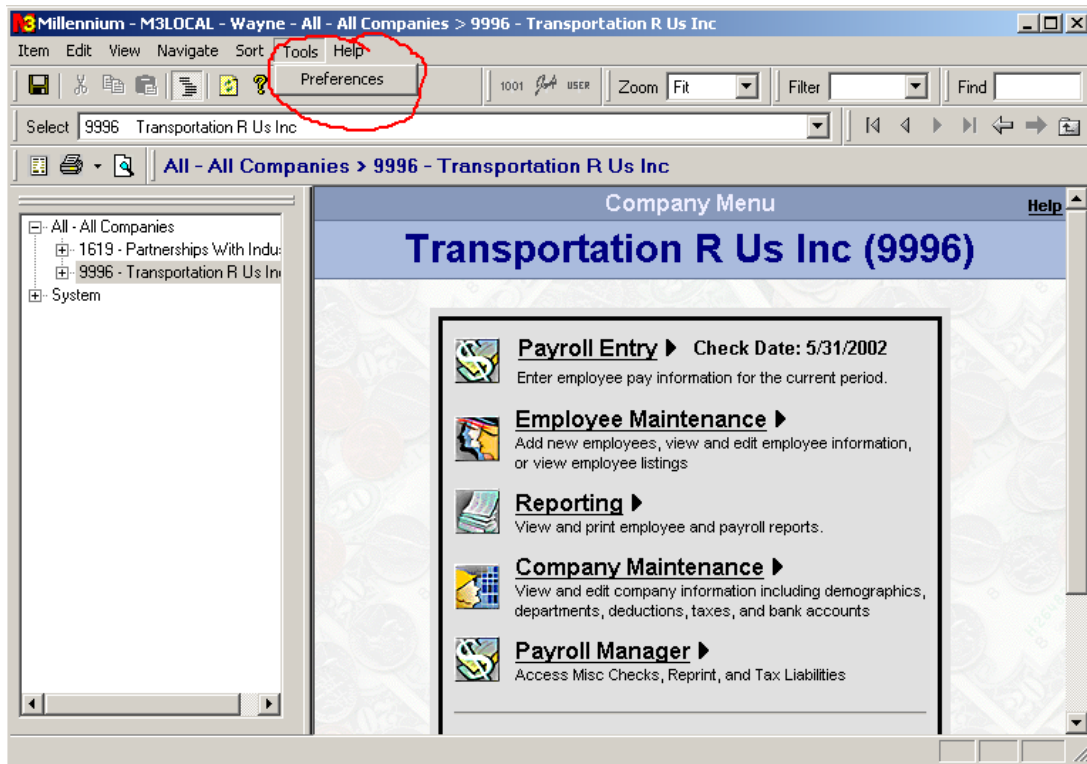 Millennium - M3LOCAL - Wayne - All - All Companies > 9996 - Transportation R Us Inc
Item Edit View Navigate Sort Tools Help
Preferences
1001 USER Zoom Fit Filter Find
Select 9996 Transportation R Us Inc
All - All Companies > 9996 - Transportation R Us Inc
All - All Companies
1619 - Partnerships With Indu
9996 - Transportation R Us In
System
Company Menu
Help
Transportation R Us Inc (9996)
Payroll Entry Check Date: 5/31/2002
Enter employee pay information for the current period.
Employee Maintenance
Add new employees, view and edit employee information,
or view employee listings
Reporting
View and print employee and payroll reports.
Company Maintenance
View and edit company information including demographics,
departments, deductions, taxes, and bank accounts
Payroll Manager
Access Misc Checks, Reprint, and Tax Liabilities